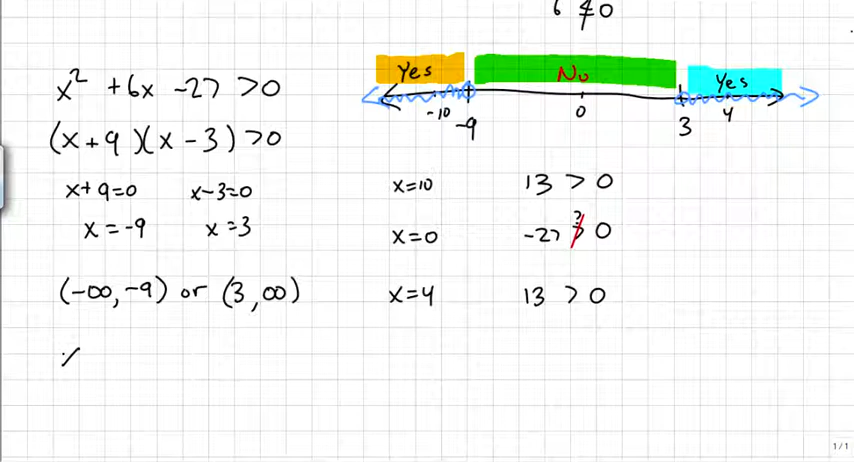 6 ≯ 0
x² + 6x - 27 > 0
Yes No Yes
-10 -9 0 3 4
(x + 9)(x - 3) > 0
x + 9 = 0 x - 3 = 0
x = -9 x = 3
x = 10 13 > 0
x = 0 -27 ≯ 0
?
(-∞, -9) or (3, ∞)
x = 4 13 > 0
1/1